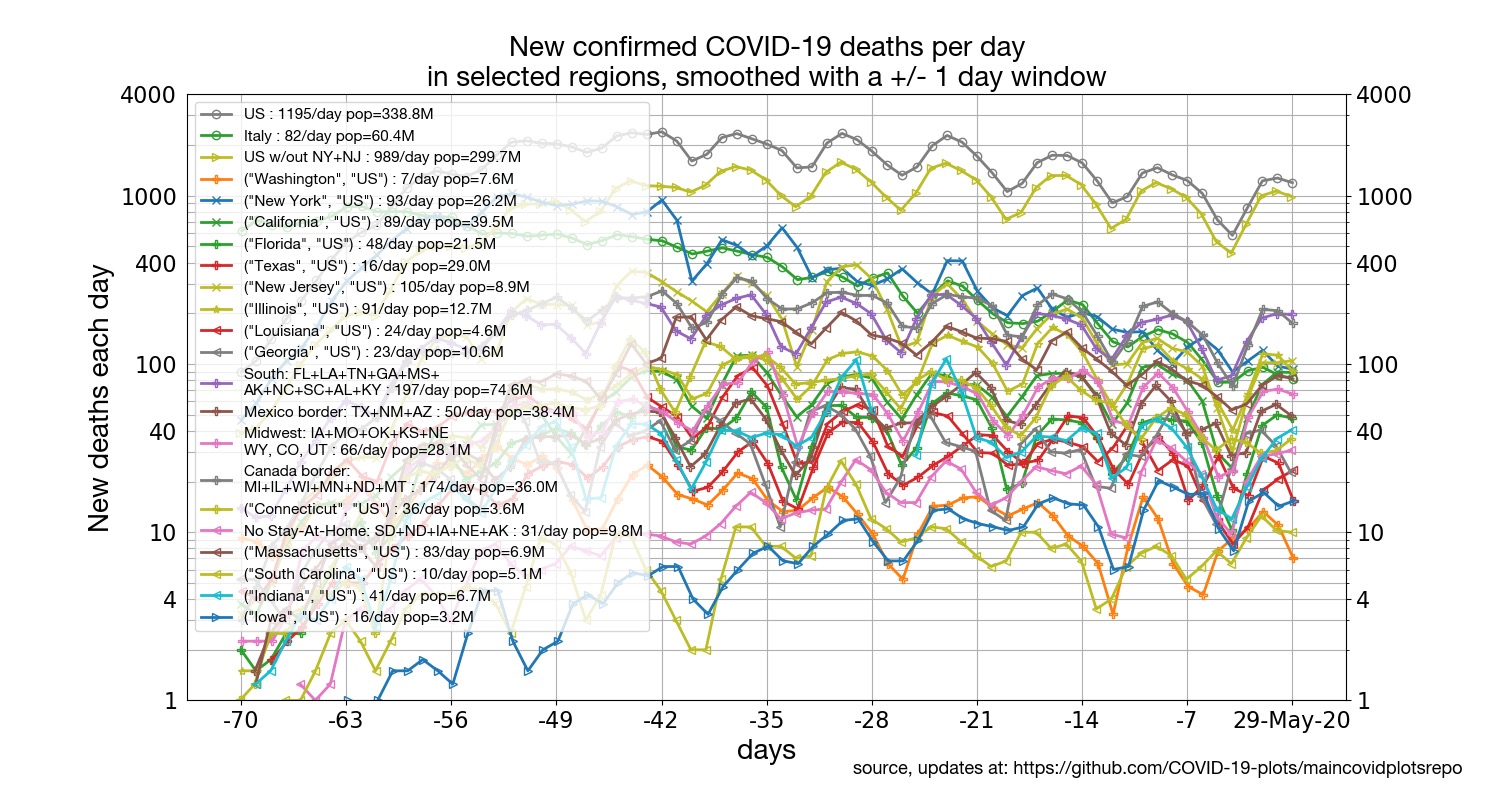 New confirmed COVID-19 deaths per day
in selected regions, smoothed with a +/- 1 day window
4000
1000
400
100
40
10
4
1
New deaths each day
US : 1195/day pop=338.8M
Italy : 82/day pop=60.4M
US w/out NY+NJ : 989/day pop=299.7M
("Washington", "US") : 7/day pop=7.6M
("New York", "US") : 93/day pop=26.2M
("California", "US") : 89/day pop=39.5M
("Florida", "US") : 48/day pop=21.5M
("Texas", "US") : 16/day pop=29.0M
("New Jersey", "US") : 105/day pop=8.9M
("Illinois", "US") : 91/day pop=12.7M
("Louisiana", "US") : 24/day pop=4.6M
("Georgia", "US") : 23/day pop=10.6M
South: FL+LA+TN+GA+MS+
AK+NC+SC+AL+KY : 197/day pop=74.6M
Mexico border: TX+NM+AZ : 50/day pop=38.4M
Midwest: IA+MO+OK+KS+NE
WY, CO, UT : 66/day pop=28.1M
Canada border:
MI+IL+WI+MN+ND+MT : 174/day pop=36.0M
("Connecticut", "US") : 36/day pop=3.6M
No Stay-At-Home: SD+ND+IA+NE+AK : 31/day pop=9.8M
("Massachusetts", "US") : 83/day pop=6.9M
("South Carolina", "US") : 10/day pop=5.1M
("Indiana", "US") : 41/day pop=6.7M
("Iowa", "US") : 16/day pop=3.2M
4000
1000
400
100
40
10
4
1
-70 -63 -56 -49 -42 -35 -28 -21 -14 -7 29-May-20
days
source, updates at: https://github.com/COVID-19-plots/maincovidplotsrepo